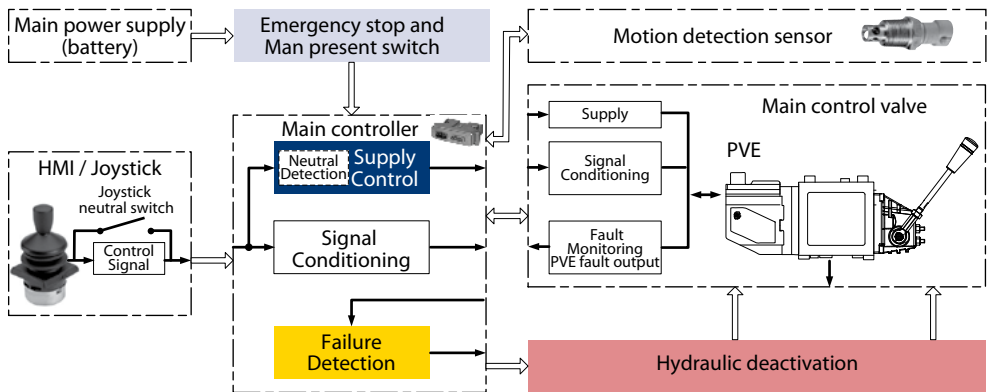 Main power supply
(battery)
Emergency stop and
Man present switch
Motion detection sensor
Main controller
Neutral
Detection
Supply
Control
Signal
Conditioning
Failure
Detection
HMI / Joystick
Joystick
neutral switch
Control
Signal
Main control valve
Supply
Signal
Conditioning
Fault
Monitoring
PVE fault output
PVE
Hydraulic deactivation